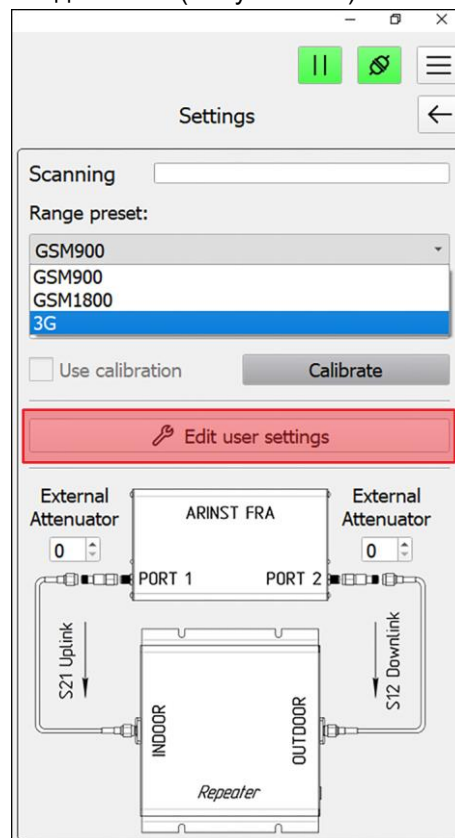 Settings
Scanning
Range preset:
GSM900
GSM900
GSM1800
3G
Use calibration
Calibrate
Edit user settings
External
Attenuator
ARINST FRA
External
Attenuator
0
0
PORT 1
PORT 2
S21 Uplink
S12 Downlink
INDOOR
OUTDOOR
Repeater